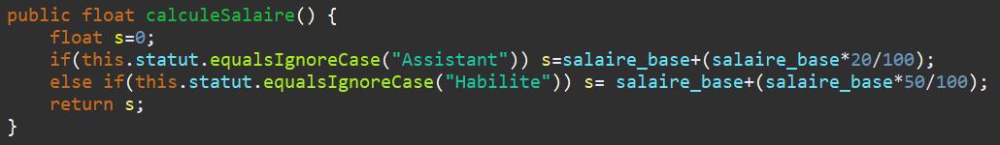 public float calculeSalaire() {
    float s=0;
    if(this.statut.equalsIgnoreCase("Assistant")) s=salaire_base+(salaire_base*20/100);
    else if(this.statut.equalsIgnoreCase("Habilite")) s= salaire_base+(salaire_base*50/100);
    return s;
}